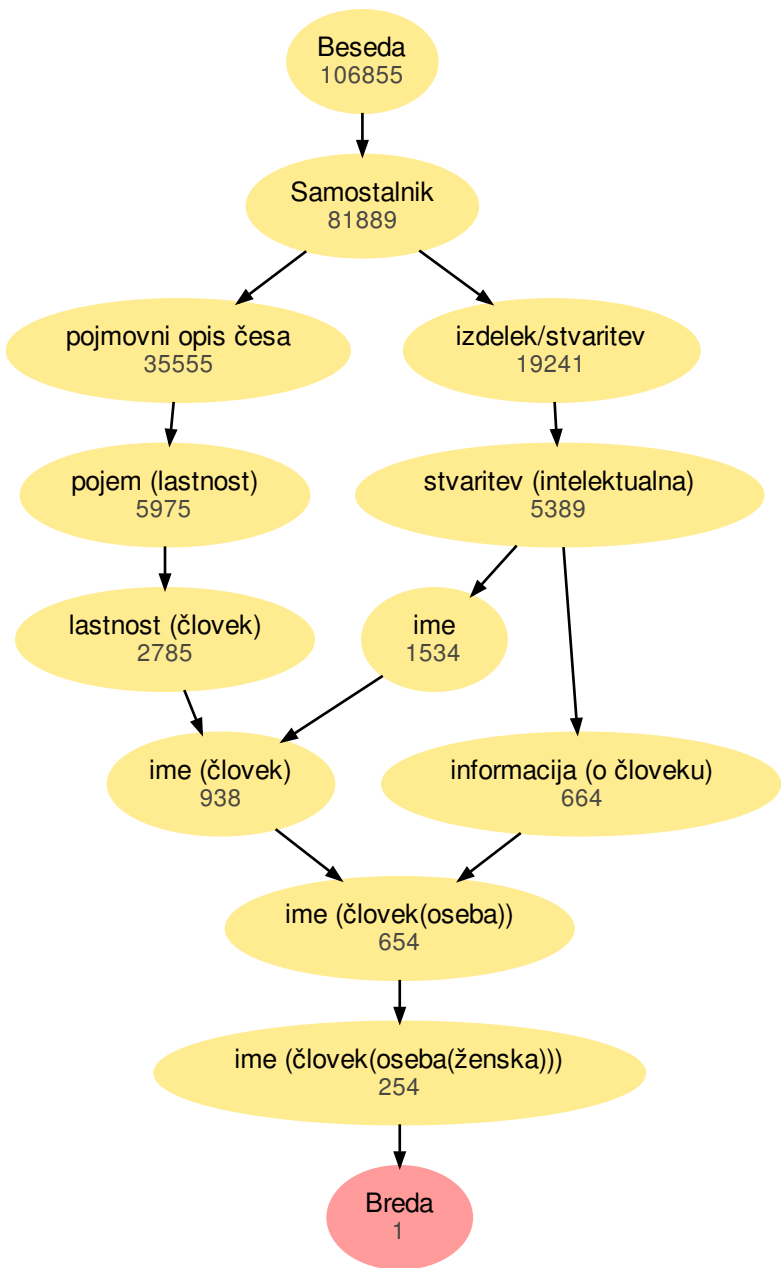 Beseda
106855
Samostalnik
81889
pojmovni opis česa
35555
izdelek/stvaritev
19241
pojem (lastnost)
5975
stvaritev (intelektualna)
5389
lastnost (človek)
2785
ime
1534
ime (človek)
938
informacija (o človeku)
664
ime (človek(oseba))
654
ime (človek(oseba(ženska)))
254
Breda
1